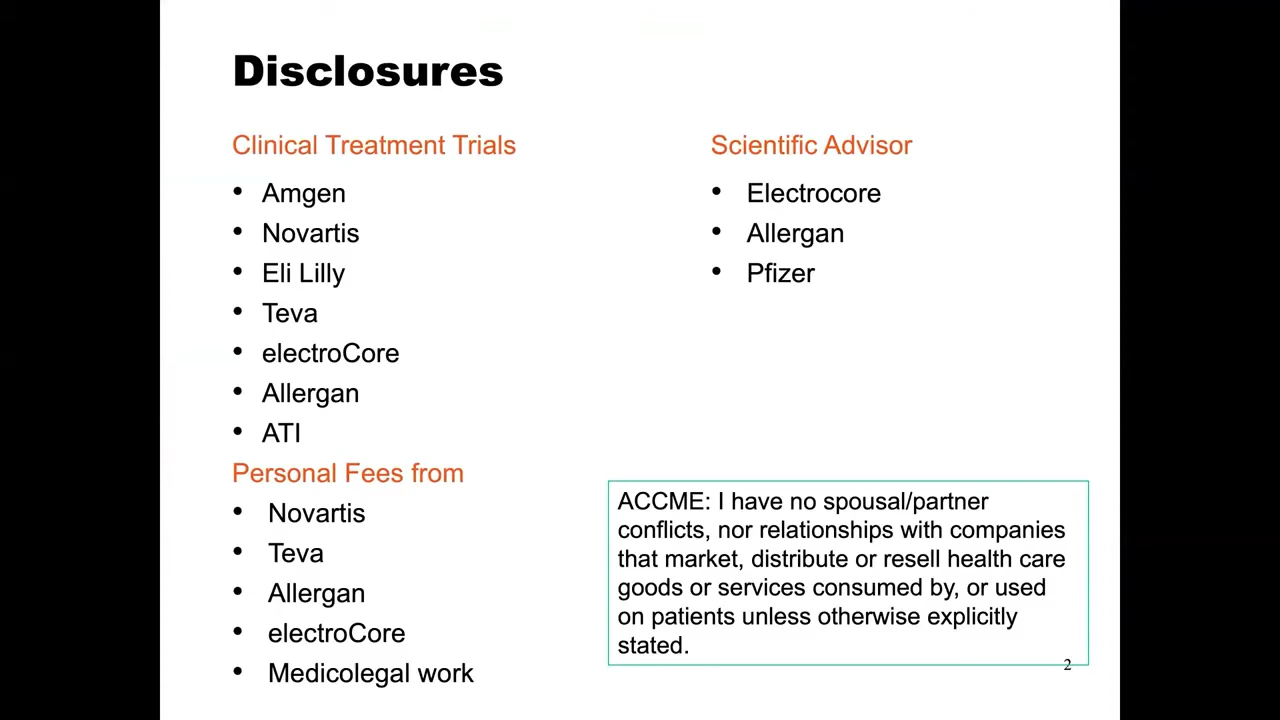 Disclosures
Clinical Treatment Trials
• Amgen
• Novartis
• Eli Lilly
• Teva
• electroCore
• Allergan
• ATI
Personal Fees from
• Novartis
• Teva
• Allergan
• electroCore
• Medicolegal work
Scientific Advisor
• Electrocore
• Allergan
• Pfizer
ACCME: I have no spousal/partner
conflicts, nor relationships with companies
that market, distribute or resell health care
goods or services consumed by, or used
on patients unless otherwise explicitly
stated.
2